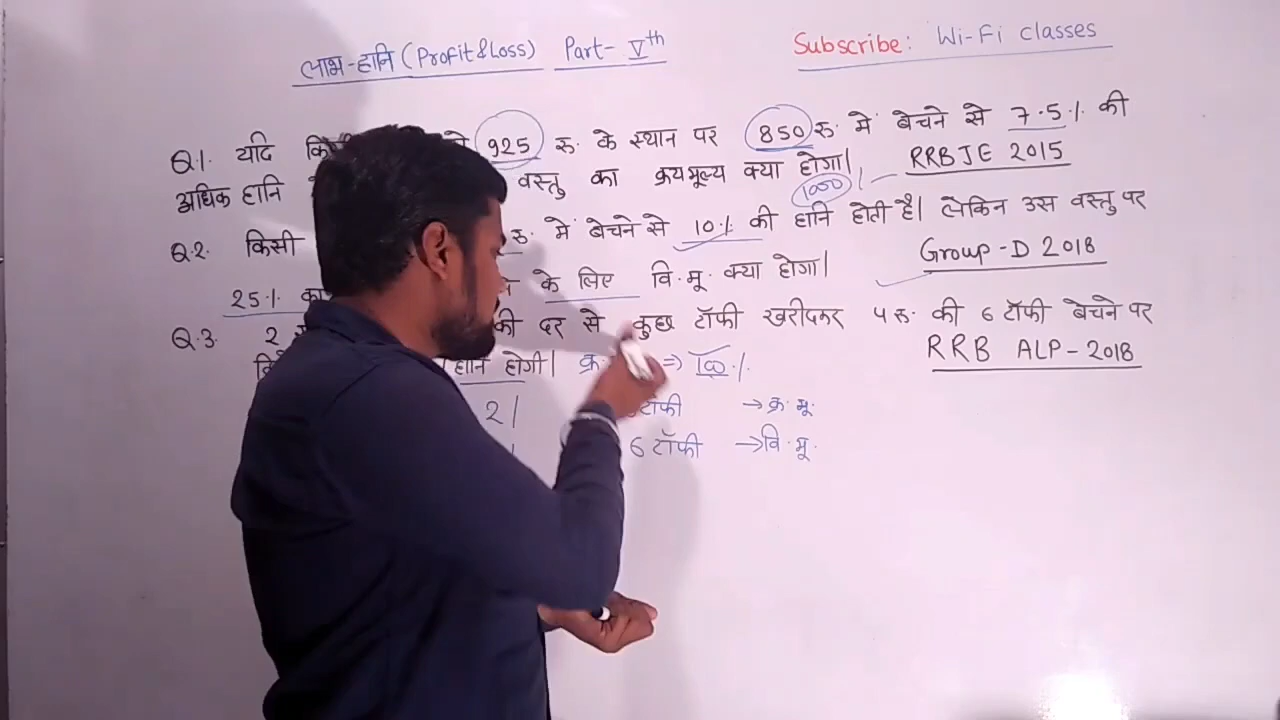 लाभ-हानि (Profit & Loss) Part- Vth
Subscribe: Wi-Fi classes
Q.1. यदि 925 रु. के स्थान पर 850 रु. में बेचने से 7.5% की
अधिक हानि वस्तु का क्रयमूल्य क्या होगा। RRB JE 2015
1000
Q.2. किसी रु. में बेचने से 10% की हानि होती है। लेकिन उस वस्तु पर
25% के लिए वि.मू. क्या होगा। Group-D 2018
Q.3. 2 की दर से कुछ टॉफी खरीदकर 4 रु. की 6 टॉफी बेचने पर
हानि होगी। क्र. ⇒ 100% RRB ALP-2018
2 टॉफी → क्र.मू.
6 टॉफी → वि.मू.